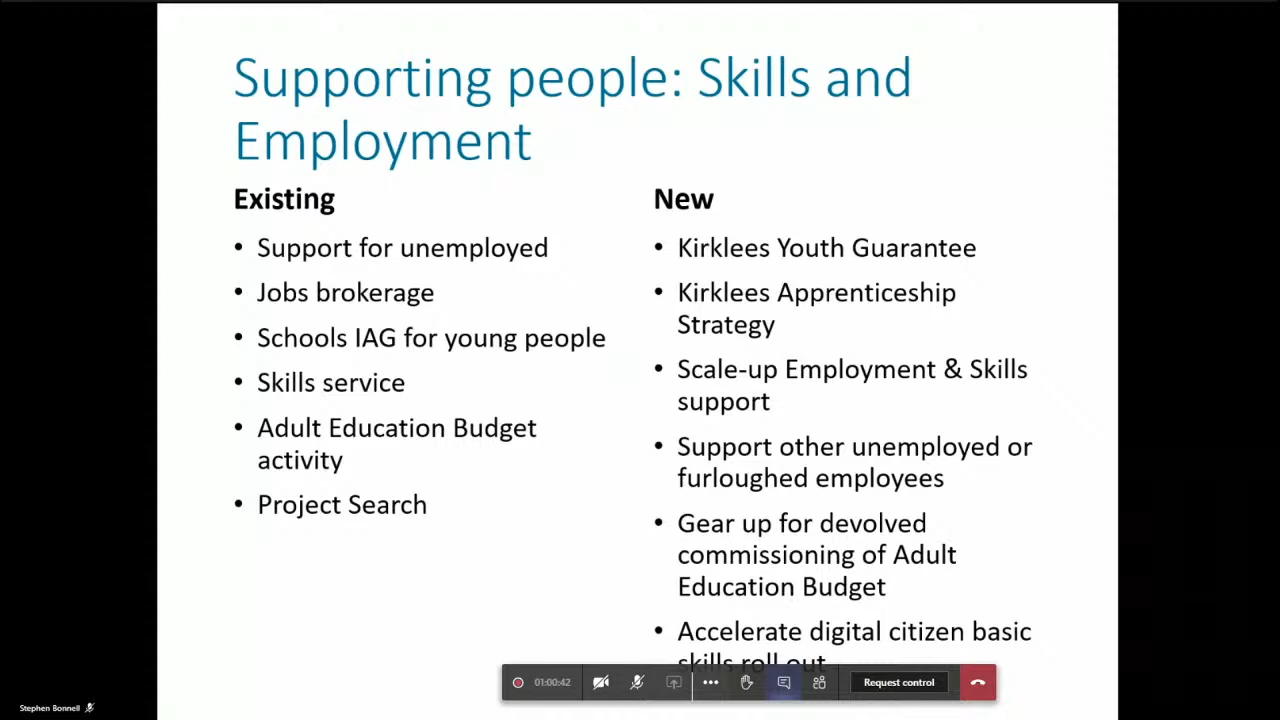 Supporting people: Skills and
Employment
Existing
• Support for unemployed
• Jobs brokerage
• Schools IAG for young people
• Skills service
• Adult Education Budget
activity
• Project Search
New
• Kirklees Youth Guarantee
• Kirklees Apprenticeship
Strategy
• Scale-up Employment & Skills
support
• Support other unemployed or
furloughed employees
• Gear up for devolved
commissioning of Adult
Education Budget
• Accelerate digital citizen basic
skills roll out
01:00:42
Request control
Stephen Bonnell